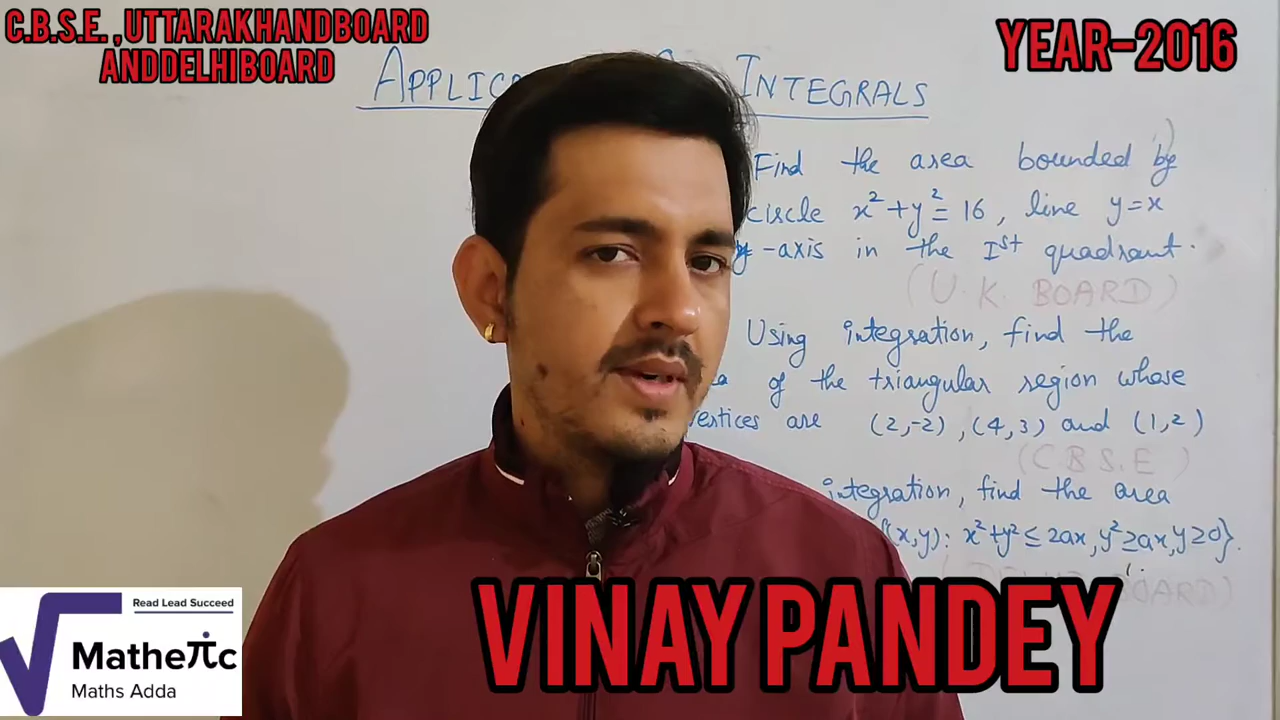 C.B.S.E. ,UTTARAKHANDBOARD
ANDDELHIBOARD
YEAR-2016
INTEGRALS
Find the area bounded by
circle x²+y²=16, line y=x
y-axis in the Iˢᵗ quadrant.
(U.K. BOARD)
Using integration, find the
of the triangular region whose
vertices are (2,-2), (4,3) and (1,2)
(CBS.E)
integration, find the area
{(x,y): x²+y² ≤ 2ax, y² ≥ ax, y ≥ 0}.
VINAY PANDEY
Read Lead Succeed
Matheπc
Maths Adda